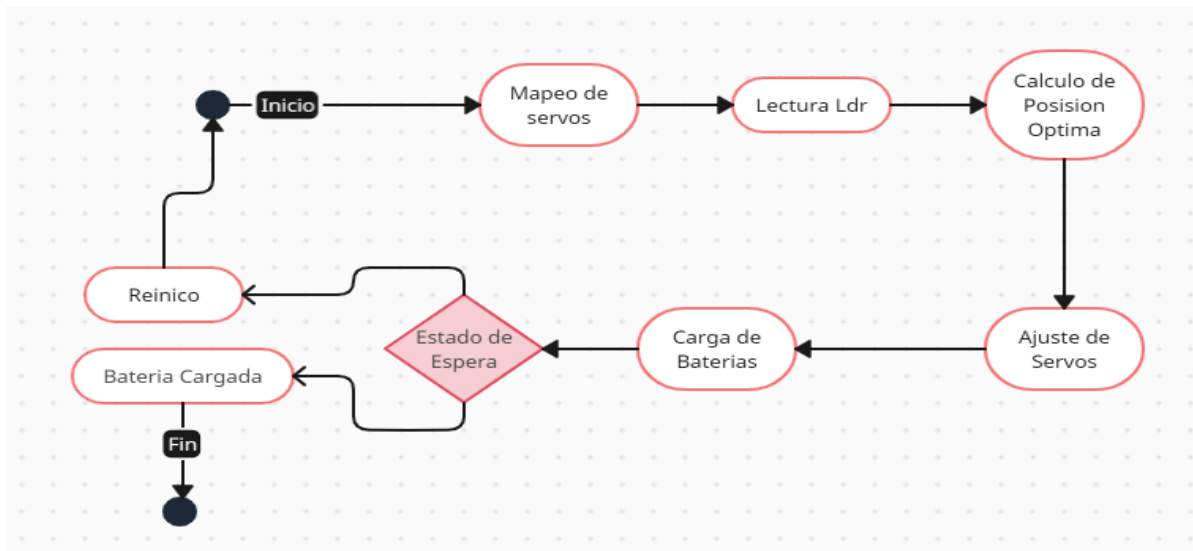 Inicio
Mapeo de
servos
Lectura Ldr
Calculo de
Posision
Optima
Reinico
Estado de
Espera
Carga de
Baterias
Ajuste de
Servos
Bateria Cargada
Fin